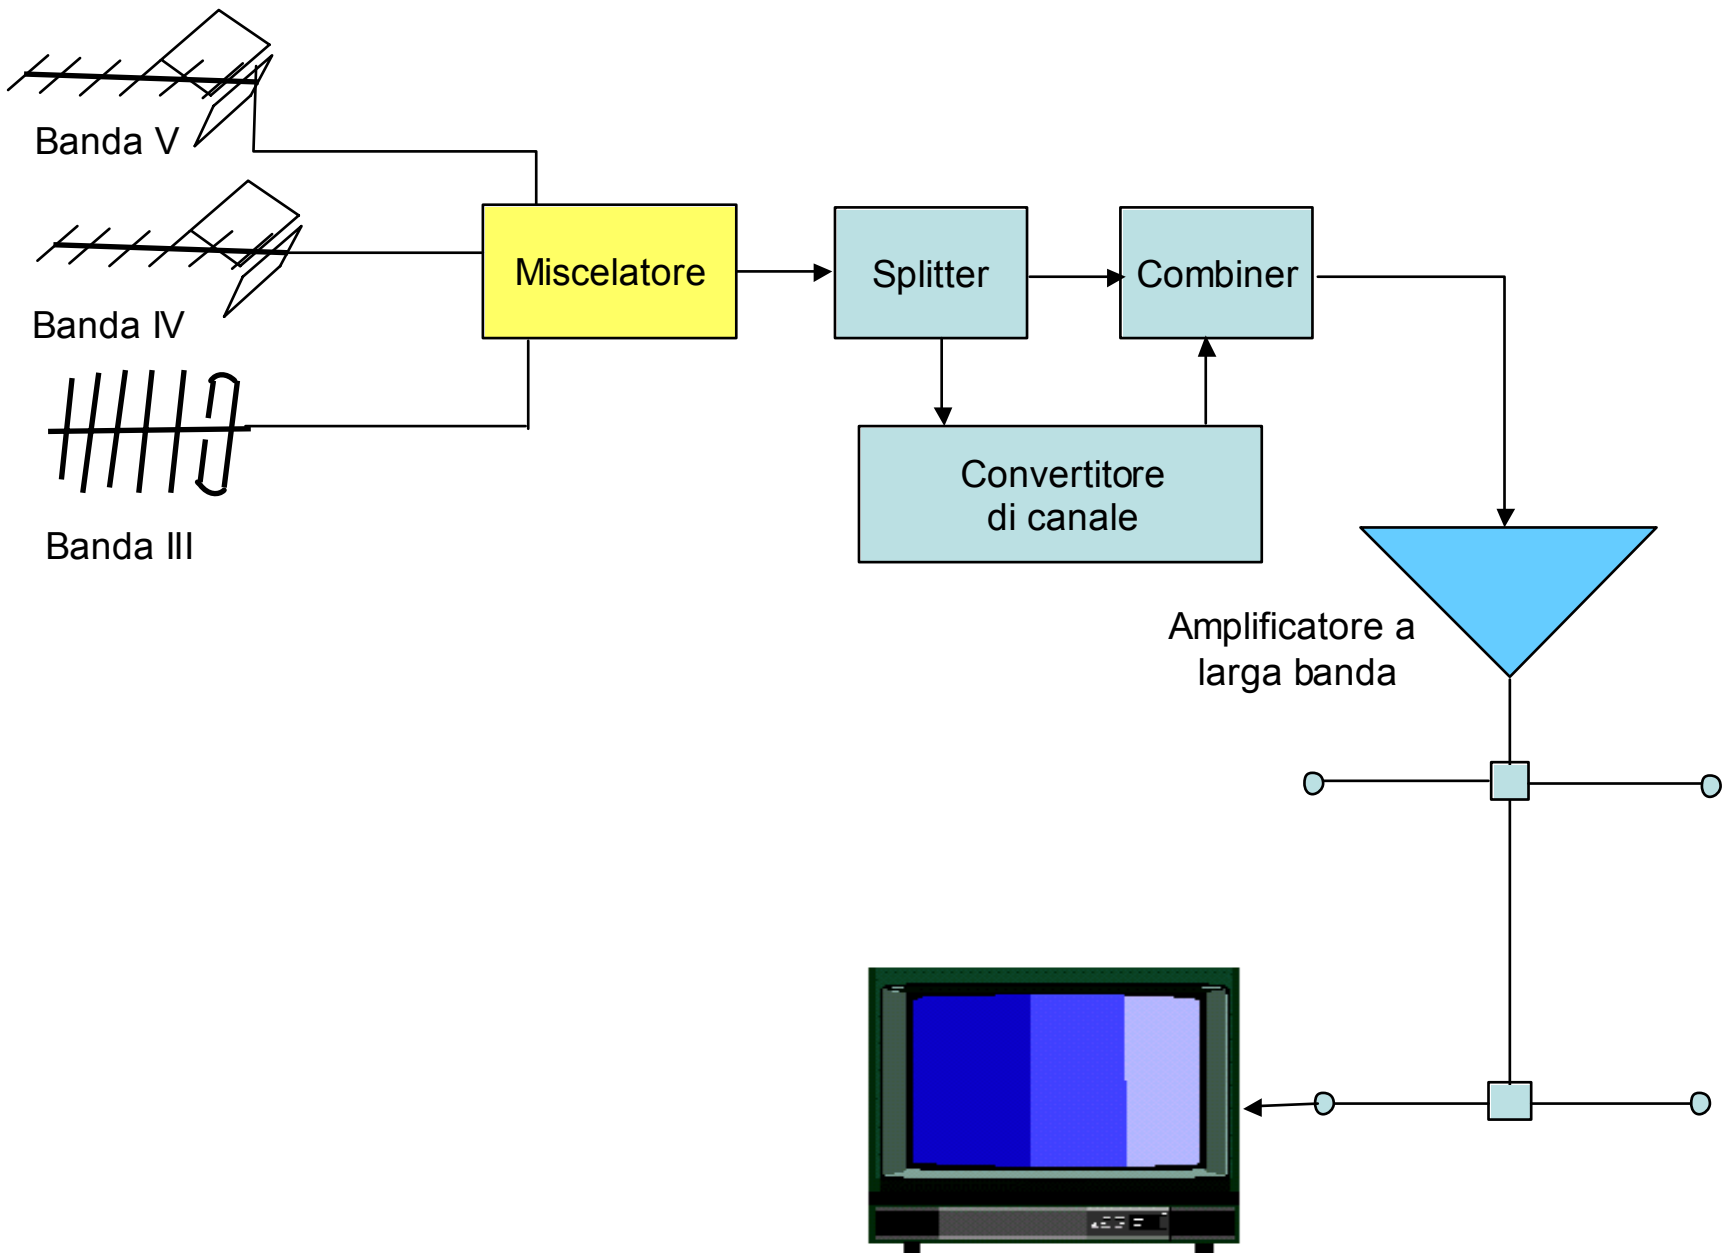 Banda V
Banda IV
Banda III
Miscelatore
Splitter
Combiner
Convertitore
di canale
Amplificatore a
larga banda